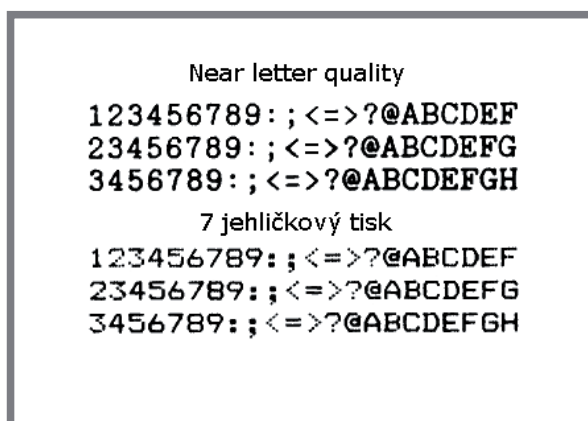 Near letter quality
123456789:;<=>?@ABCDEF
23456789:;<=>?@ABCDEFG
3456789:;<=>?@ABCDEFGH
7 jehličkový tisk
123456789:;<=>?@ABCDEF
23456789:;<=>?@ABCDEFG
3456789:;<=>?@ABCDEFGH